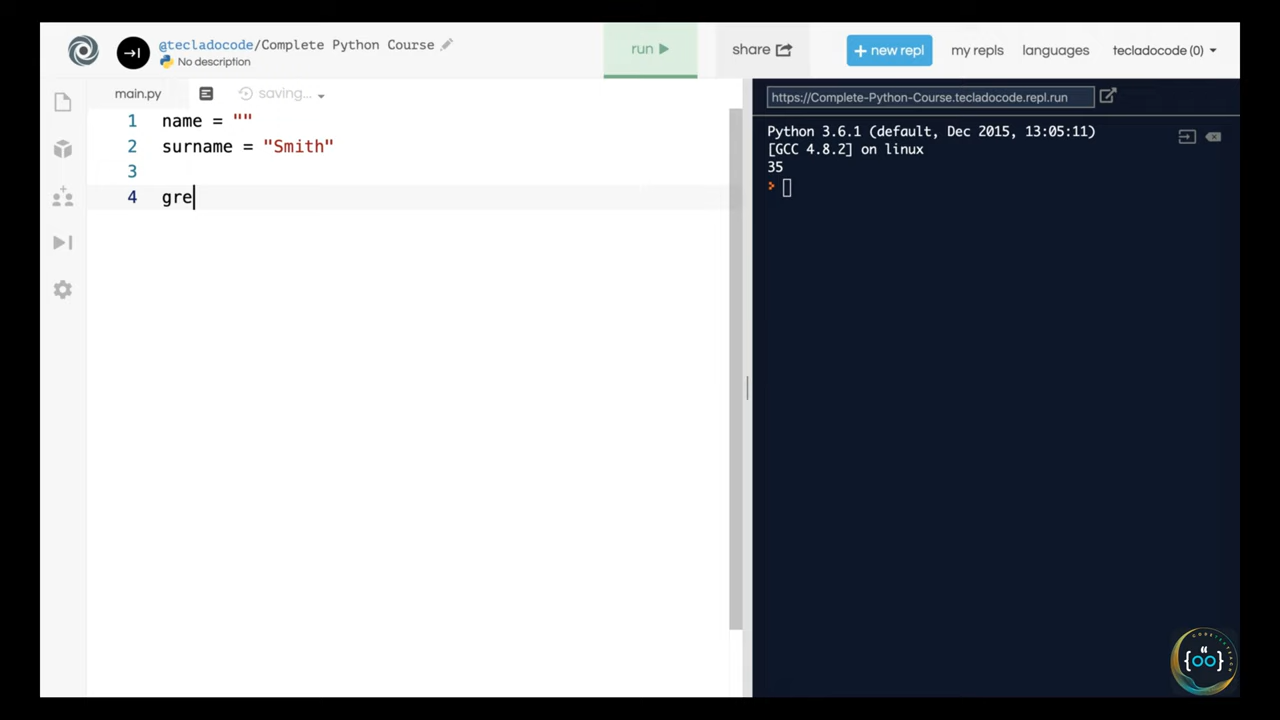 @tecladocode/Complete Python Course
No description
run
share
+ new repl
my repls
languages
tecladocode (0)
main.py
saving...
1 name = ""
2 surname = "Smith"
3
4 gre
https://Complete-Python-Course.tecladocode.repl.run
Python 3.6.1 (default, Dec 2015, 13:05:11)
[GCC 4.8.2] on linux
35